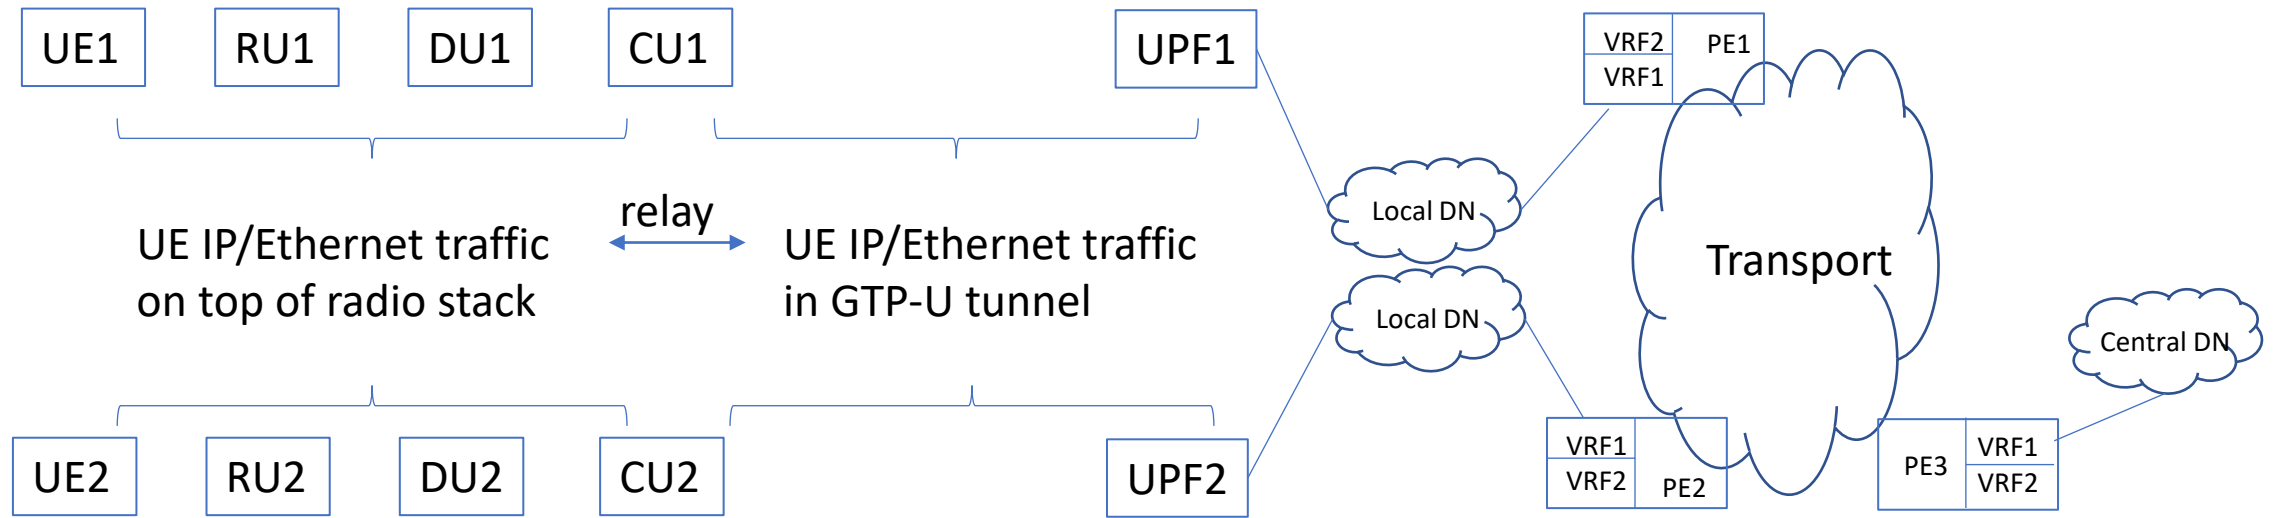 UE1
RU1
DU1
CU1
UPF1
VRF2
VRF1
PE1
UE IP/Ethernet traffic
on top of radio stack
relay
UE IP/Ethernet traffic
in GTP-U tunnel
Local DN
Local DN
Transport
Central DN
UE2
RU2
DU2
CU2
UPF2
VRF1
VRF2
PE2
PE3
VRF1
VRF2